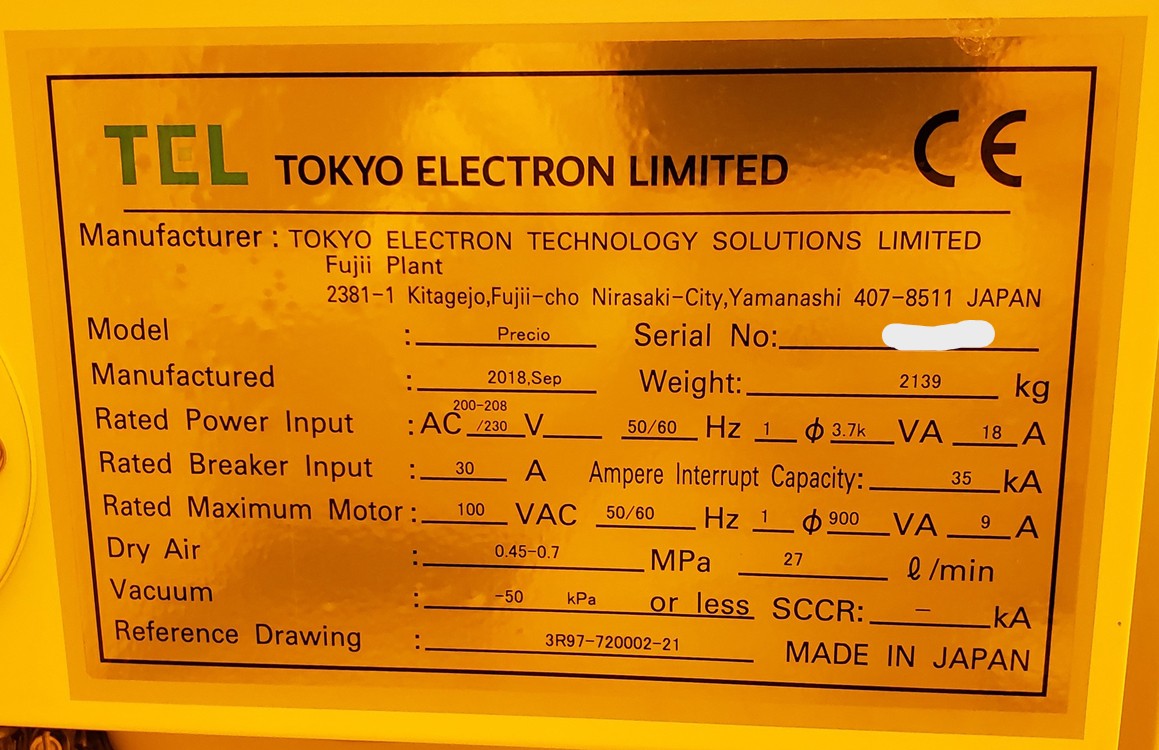 TEL TOKYO ELECTRON LIMITED CE
Manufacturer : TOKYO ELECTRON TECHNOLOGY SOLUTIONS LIMITED
Fujii Plant
2381-1 Kitagejo,Fujii-cho Nirasaki-City,Yamanashi 407-8511 JAPAN
Model : Precio Serial No:
Manufactured : 2018,Sep Weight: 2139 kg
Rated Power Input : AC 200-208 /230 V 50/60 Hz 1 ϕ 3.7k VA 18 A
Rated Breaker Input : 30 A Ampere Interrupt Capacity: 35 kA
Rated Maximum Motor : 100 VAC 50/60 Hz 1 ϕ 900 VA 9 A
Dry Air : 0.45-0.7 MPa 27 ℓ/min
Vacuum : -50 kPa or less SCCR: - kA
Reference Drawing : 3R97-720002-21 MADE IN JAPAN